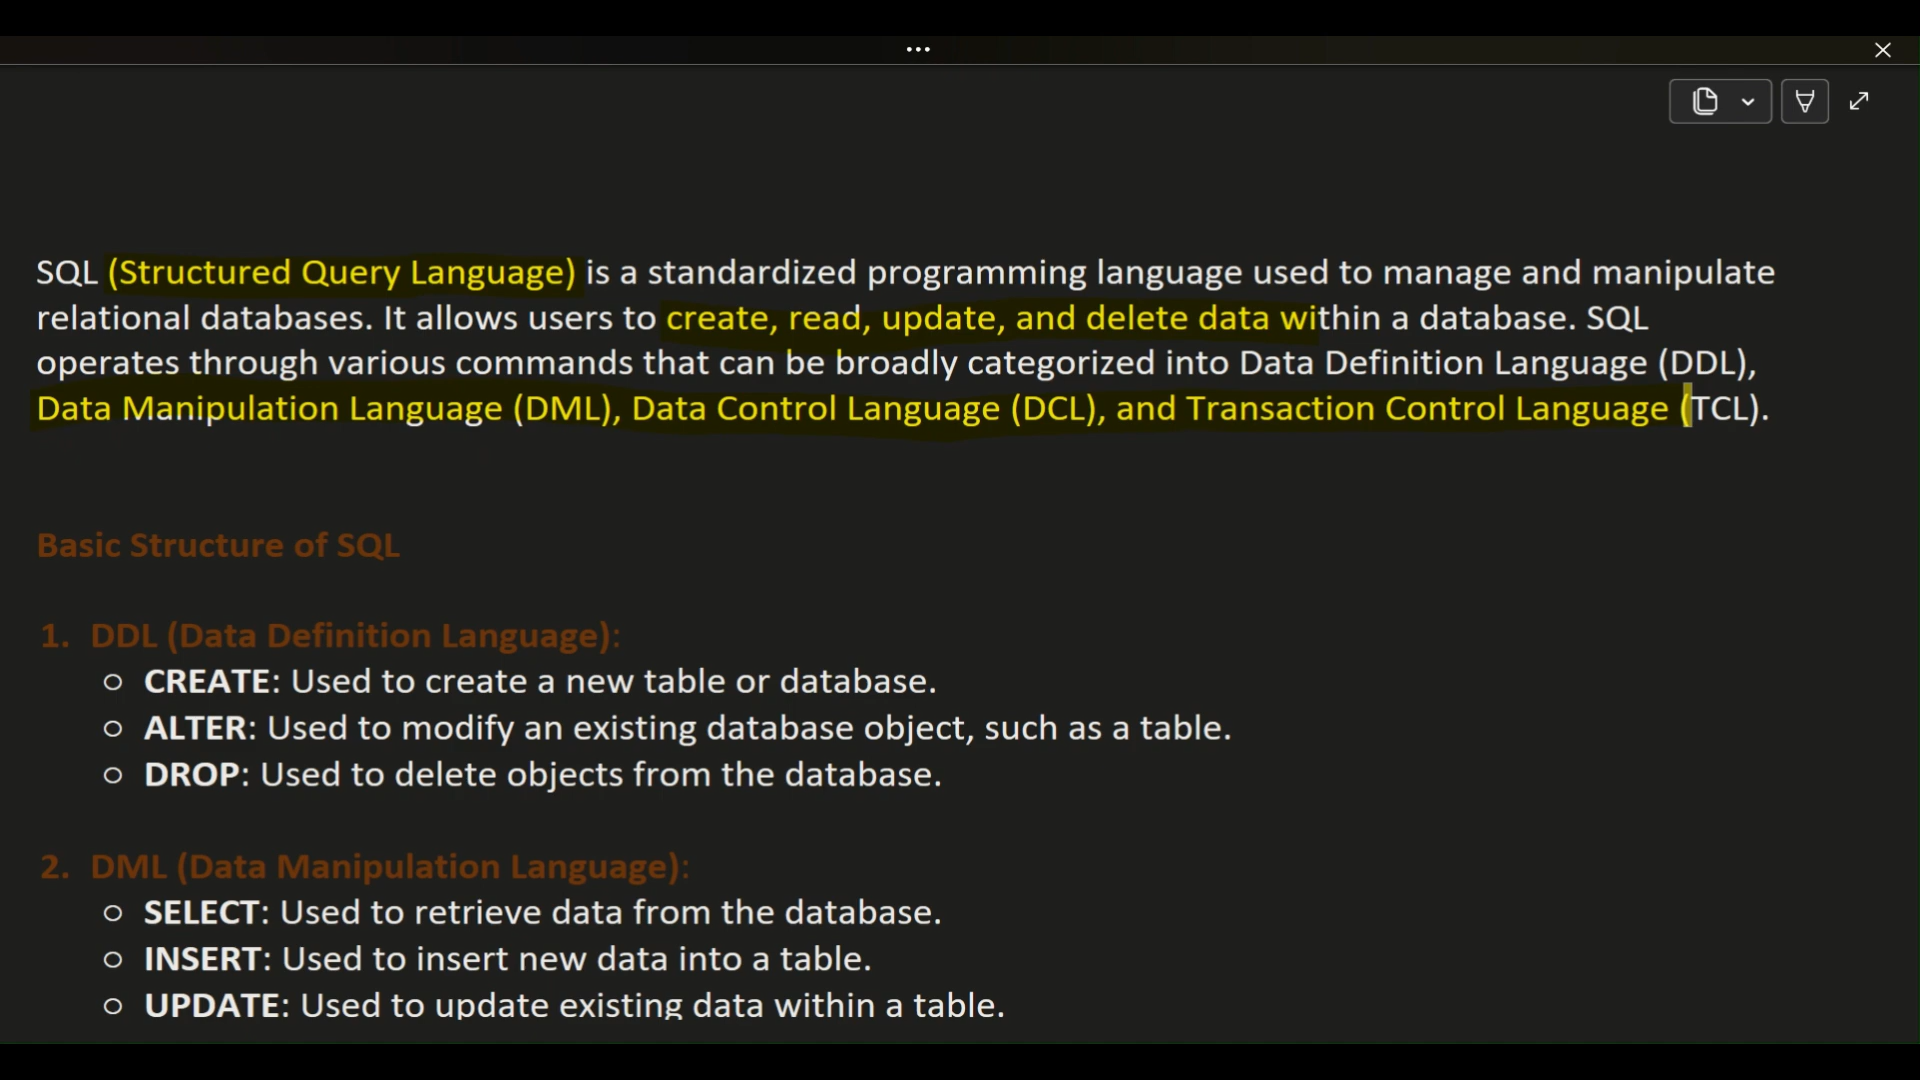 SQL (Structured Query Language) is a standardized programming language used to manage and manipulate
relational databases. It allows users to create, read, update, and delete data within a database. SQL
operates through various commands that can be broadly categorized into Data Definition Language (DDL),
Data Manipulation Language (DML), Data Control Language (DCL), and Transaction Control Language (TCL).
Basic Structure of SQL
1. DDL (Data Definition Language):
○ CREATE: Used to create a new table or database.
○ ALTER: Used to modify an existing database object, such as a table.
○ DROP: Used to delete objects from the database.
2. DML (Data Manipulation Language):
○ SELECT: Used to retrieve data from the database.
○ INSERT: Used to insert new data into a table.
○ UPDATE: Used to update existing data within a table.